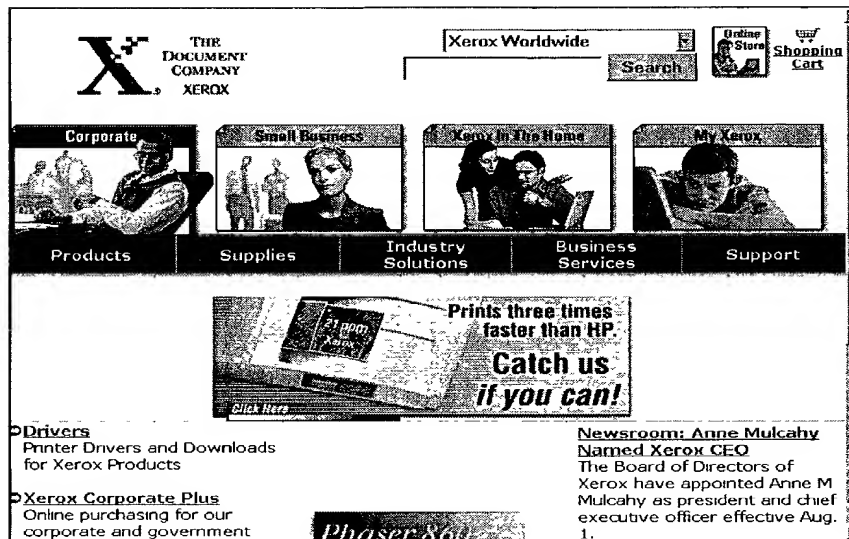 THE
DOCUMENT
COMPANY
XEROX
Xerox Worldwide
Search
Online
Store
Shopping
Cart
Corporate
Small Business
Xerox In The Home
My Xerox
Products
Supplies
Industry
Solutions
Business
Services
Support
21 ppm
Xerox
Prints three times
faster than HP.
Catch us
if you can!
Click Here
Drivers
Printer Drivers and Downloads
for Xerox Products
Xerox Corporate Plus
Online purchasing for our
corporate and government
Phaser 860
Newsroom: Anne Mulcahy
Named Xerox CEO
The Board of Directors of
Xerox have appointed Anne M
Mulcahy as president and chief
executive officer effective Aug.
1.